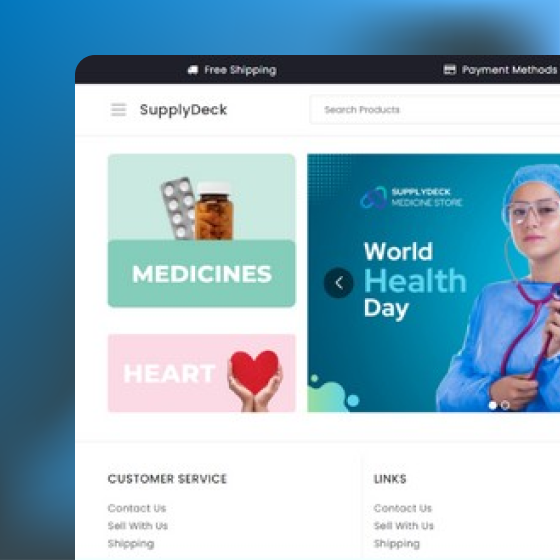 Free Shipping
Payment Methods
SupplyDeck
Search Products
MEDICINES
SUPPLYDECK
MEDICINE STORE
World
Health
Day
HEART
CUSTOMER SERVICE
Contact Us
Sell With Us
Shipping
LINKS
Contact Us
Sell With Us
Shipping